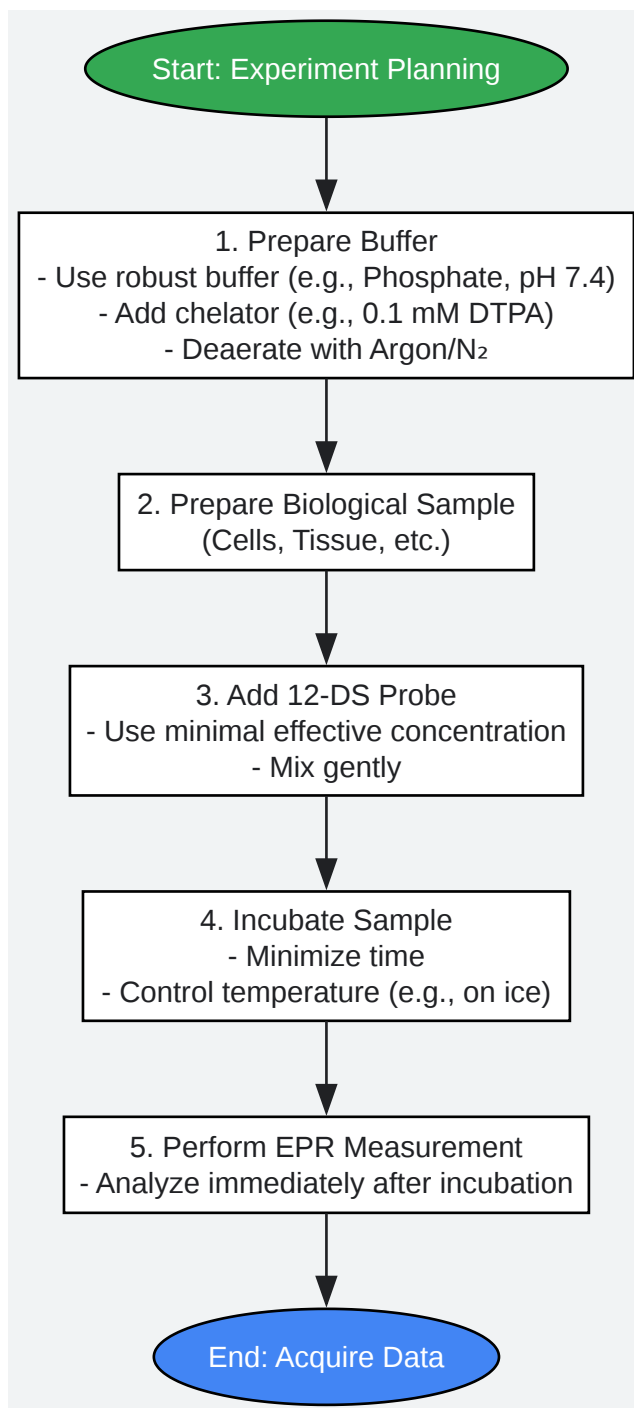 Start: Experiment Planning
1. Prepare Buffer
- Use robust buffer (e.g., Phosphate, pH 7.4)
- Add chelator (e.g., 0.1 mM DTPA)
- Deaerate with Argon/N₂
2. Prepare Biological Sample
(Cells, Tissue, etc.)
3. Add 12-DS Probe
- Use minimal effective concentration
- Mix gently
4. Incubate Sample
- Minimize time
- Control temperature (e.g., on ice)
5. Perform EPR Measurement
- Analyze immediately after incubation
End: Acquire Data